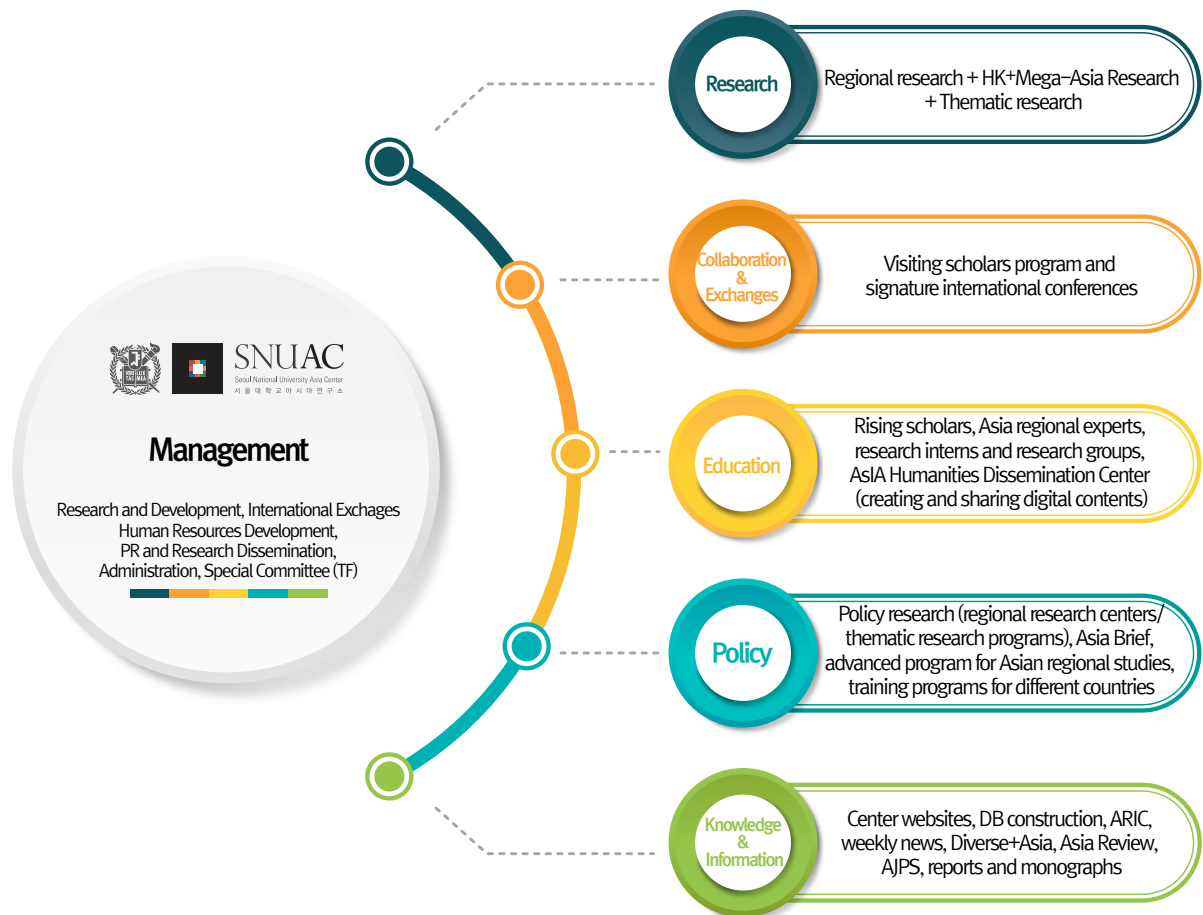 SNUAC
Seoul National University Asia Center
서울대학교아시아연구소
Management
Research and Development, International Exchages
Human Resources Development,
PR and Research Dissemination,
Administration, Special Committee (TF)
Research
Regional research + HK+Mega-Asia Research
+ Thematic research
Collaboration
&
Exchanges
Visiting scholars program and
signature international conferences
Education
Rising scholars, Asia regional experts,
research interns and research groups,
AsIA Humanities Dissemination Center
(creating and sharing digital contents)
Policy
Policy research (regional research centers/
thematic research programs), Asia Brief,
advanced program for Asian regional studies,
training programs for different countries
Knowledge
&
Information
Center websites, DB construction, ARIC,
weekly news, Diverse+Asia, Asia Review,
AJPS, reports and monographs